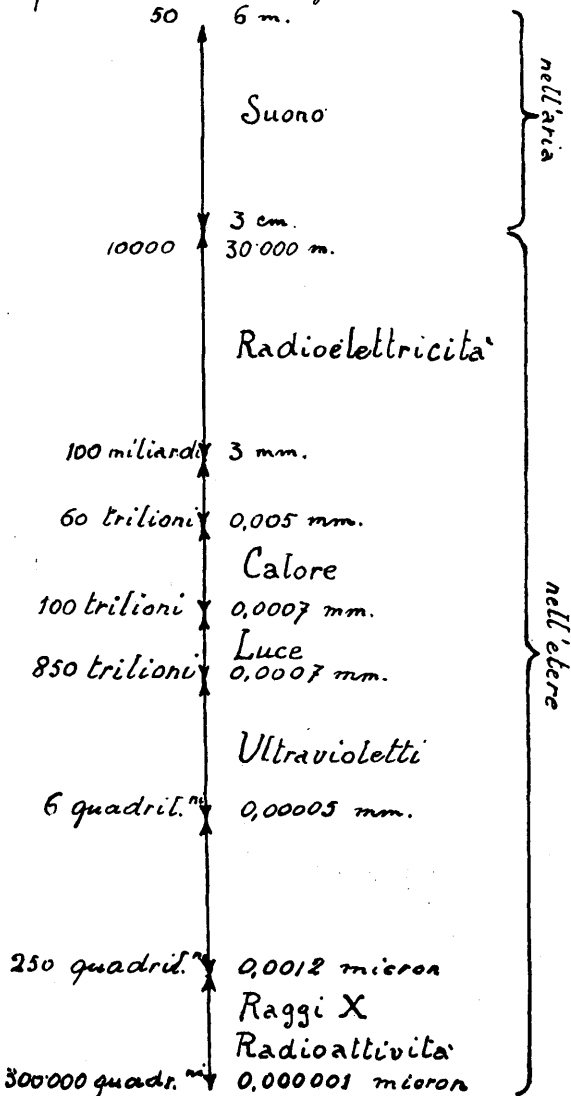 50 6 m.
Suono
nell'aria
3 cm.
10000 30'000 m.
Radioelettricità
100 miliardi 3 mm.
60 trilioni 0,005 mm.
Calore
100 trilioni 0,0007 mm.
nell'etere
Luce
850 trilioni 0,0007 mm.
Ultravioletti
6 quadril.ni 0,00005 mm.
250 quadril.ni 0,0012 micron
Raggi X
Radioattività
300'000 quadr.ni 0,000001 micron